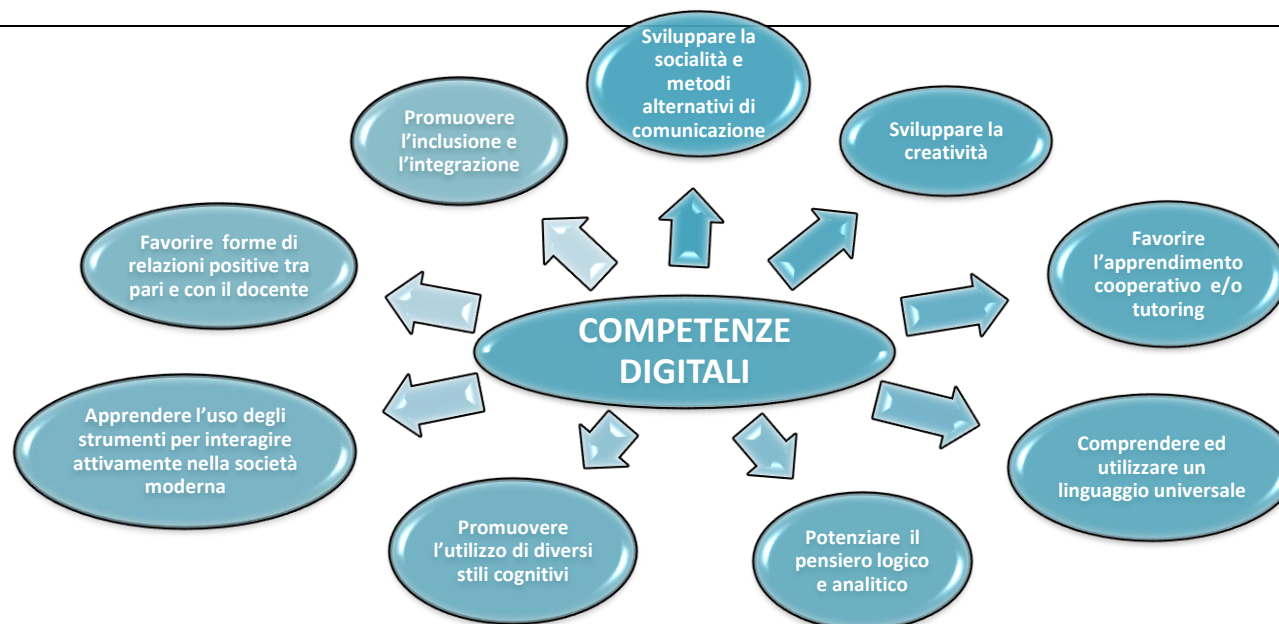 Sviluppare la
socialità e
metodi
alternativi di
comunicazione
Promuovere
l’inclusione e
l’integrazione
Sviluppare la
creatività
Favorire forme di
relazioni positive tra
pari e con il docente
Favorire
l’apprendimento
cooperativo e/o
tutoring
COMPETENZE
DIGITALI
Apprendere l’uso degli
strumenti per interagire
attivamente nella società
moderna
Comprendere ed
utilizzare un
linguaggio universale
Promuovere
l’utilizzo di diversi
stili cognitivi
Potenziare il
pensiero logico
e analitico